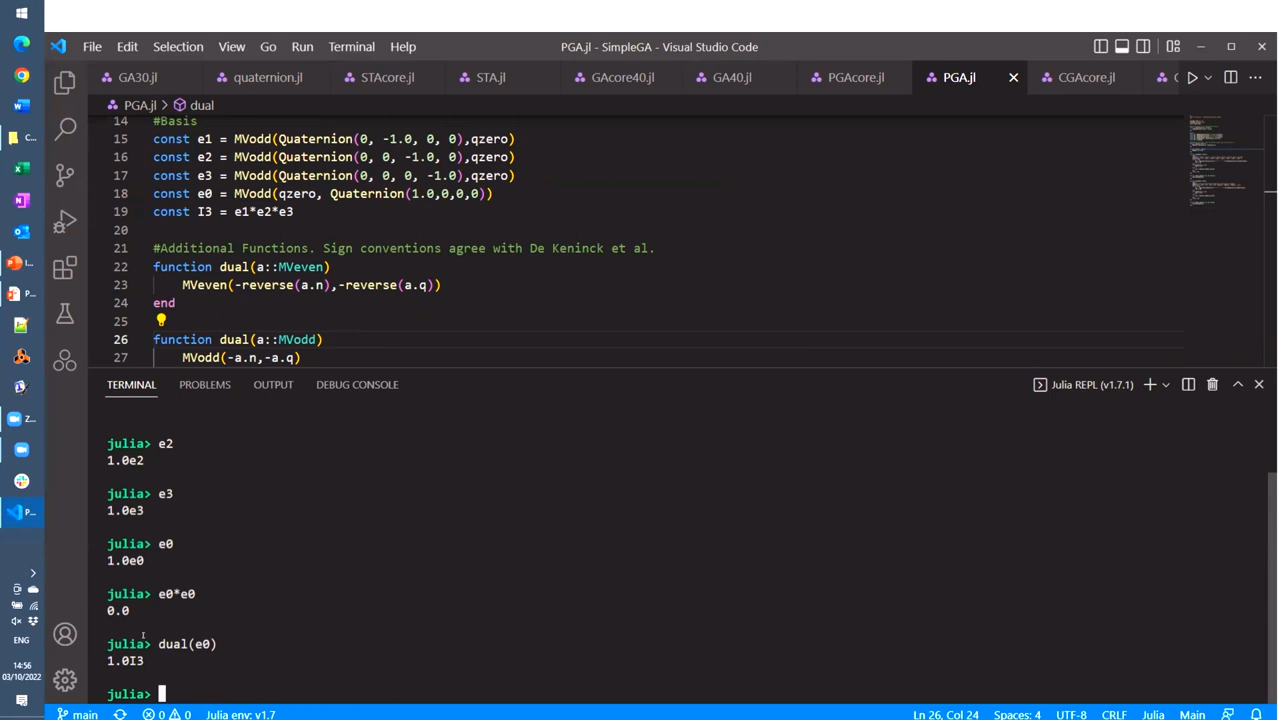 File Edit Selection View Go Run Terminal Help PGA.jl - SimpleGA - Visual Studio Code
GA30.jl quaternion.jl STAcore.jl STA.jl GAcore40.jl GA40.jl PGAcore.jl PGA.jl CGAcore.jl
PGA.jl > dual
14 #Basis
15 const e1 = MVodd(Quaternion(0, -1.0, 0, 0),qzero)
16 const e2 = MVodd(Quaternion(0, 0, -1.0, 0),qzero)
17 const e3 = MVodd(Quaternion(0, 0, 0, -1.0),qzero)
18 const e0 = MVodd(qzero, Quaternion(1.0,0,0,0))
19 const I3 = e1*e2*e3
20
21 #Additional Functions. Sign conventions agree with De Keninck et al.
22 function dual(a::MVeven)
23 MVeven(-reverse(a.n),-reverse(a.q))
24 end
25
26 function dual(a::MVodd)
27 MVodd(-a.n,-a.q)
TERMINAL PROBLEMS OUTPUT DEBUG CONSOLE Julia REPL (v1.7.1)
julia> e2
1.0e2
julia> e3
1.0e3
julia> e0
1.0e0
julia> e0*e0
0.0
julia> dual(e0)
1.0I3
julia>
ENG
14:56
03/10/2022
main 0 0 Julia env: v1.7 Ln 26, Col 24 Spaces: 4 UTF-8 CRLF Julia Main